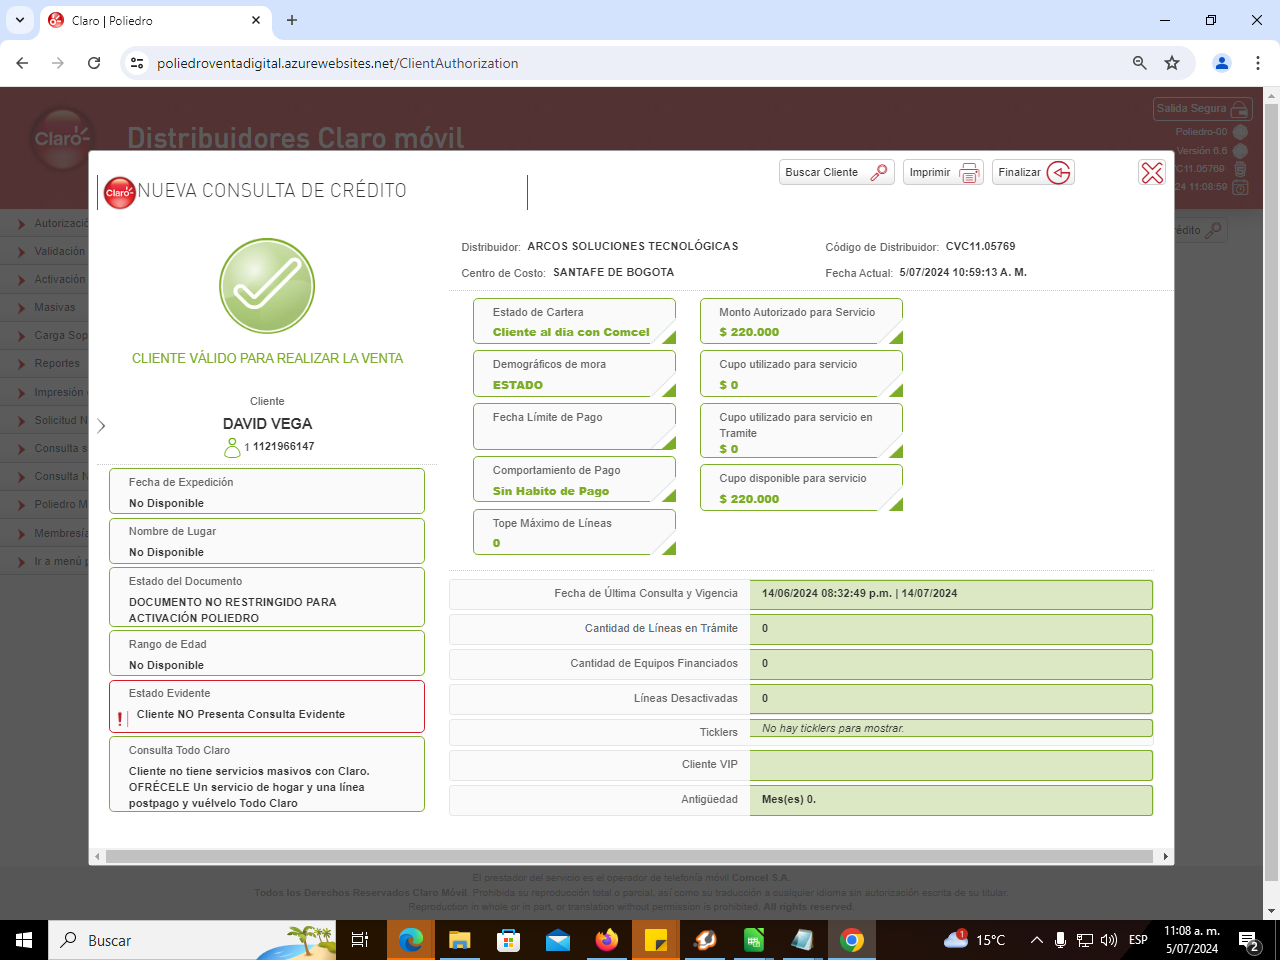 Claro | Poliedro
poliedroventadigital.azurewebsites.net/ClientAuthorization
Salida Segura
Claro
Distribuidores Claro móvil
Poliedro-00
Versión 6.6
VC11.05769
24 11:08:59
Buscar Cliente
Imprimir
Finalizar
Claro
NUEVA CONSULTA DE CRÉDITO
Autorizació
Validación
Activación
Masivas
Carga Sop
Reportes
Impresión
Solicitud N
Consulta s
Consulta N
Poliedro M
Membresía
Ir a menú p
rédito
CLIENTE VÁLIDO PARA REALIZAR LA VENTA
Cliente
DAVID VEGA
1 1121966147
Fecha de Expedición
No Disponible
Nombre de Lugar
No Disponible
Estado del Documento
DOCUMENTO NO RESTRINGIDO PARA
ACTIVACIÓN POLIEDRO
Rango de Edad
No Disponible
Estado Evidente
Cliente NO Presenta Consulta Evidente
Consulta Todo Claro
Cliente no tiene servicios masivos con Claro.
OFRÉCELE Un servicio de hogar y una línea
postpago y vuélvelo Todo Claro
Distribuidor: ARCOS SOLUCIONES TECNOLÓGICAS
Código de Distribuidor: CVC11.05769
Centro de Costo: SANTAFE DE BOGOTA
Fecha Actual: 5/07/2024 10:59:13 A. M.
Estado de Cartera
Cliente al dia con Comcel
Demográficos de mora
ESTADO
Fecha Límite de Pago
Comportamiento de Pago
Sin Habito de Pago
Tope Máximo de Líneas
0
Monto Autorizado para Servicio
$ 220.000
Cupo utilizado para servicio
$ 0
Cupo utilizado para servicio en
Tramite
$ 0
Cupo disponible para servicio
$ 220.000
Fecha de Última Consulta y Vigencia 14/06/2024 08:32:49 p.m. | 14/07/2024
Cantidad de Líneas en Trámite 0
Cantidad de Equipos Financiados 0
Líneas Desactivadas 0
Ticklers No hay ticklers para mostrar.
Cliente VIP
Antigüedad Mes(es) 0.
El prestador del servicio es el operador de telefonía móvil Comcel S.A.
Todos los Derechos Reservados Claro Móvil. Prohibida su reproducción total o parcial, así como su traducción a cualquier idioma sin autorización escrita de su titular.
Reproduction in whole or in part, or translation without permission is prohibited. All rights reserved.
Buscar
1
15°C
ESP
11:08 a. m.
5/07/2024
2